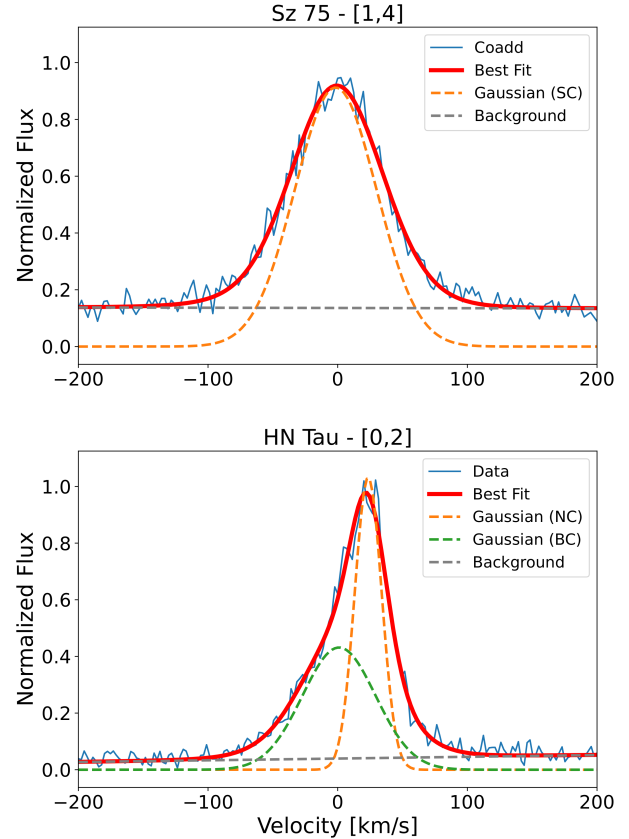 Sz 75 - [1,4]
Normalized Flux
1.0
0.8
0.6
0.4
0.2
0.0
Coadd
Best Fit
Gaussian (SC)
Background
−200
−100
0
100
200
HN Tau - [0,2]
Normalized Flux
1.0
0.8
0.6
0.4
0.2
0.0
Data
Best Fit
Gaussian (NC)
Gaussian (BC)
Background
−200
−100
0
100
200
Velocity [km/s]